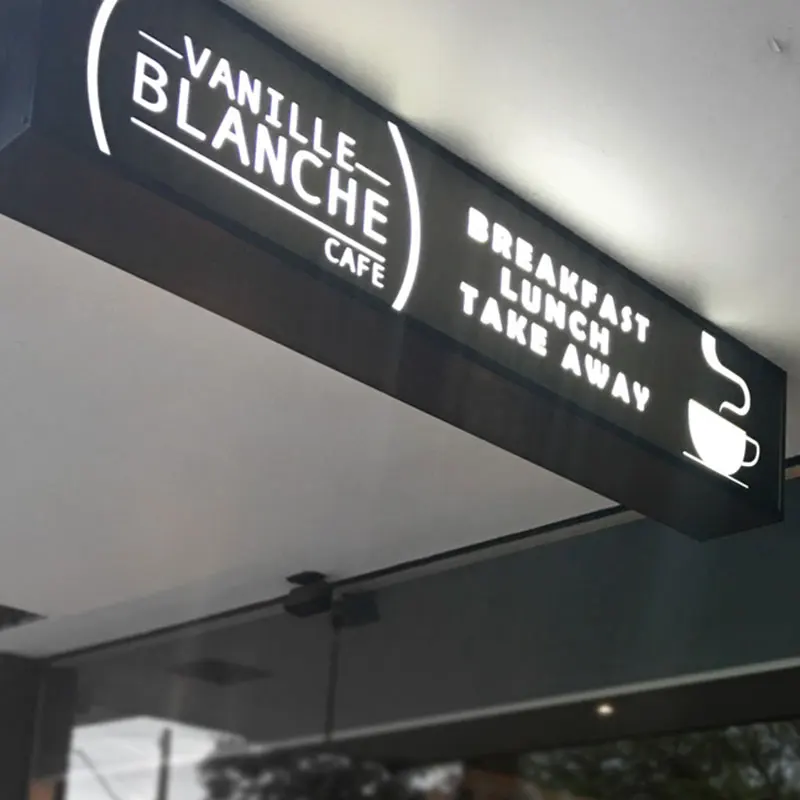 VANILLE
BLANCHE
CAFE
BREAKFAST
LUNCH
TAKE AWAY